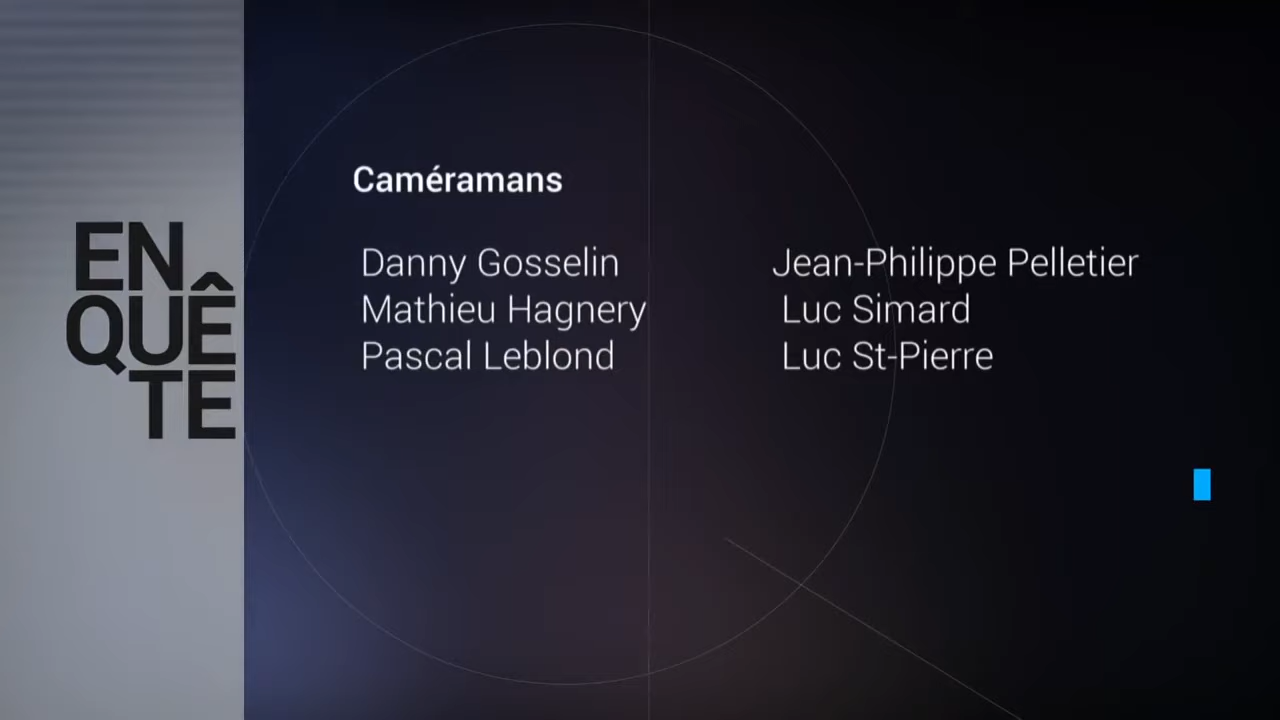 EN
QUÊ
TE
Caméramans
Danny Gosselin
Mathieu Hagnery
Pascal Leblond
Jean-Philippe Pelletier
Luc Simard
Luc St-Pierre